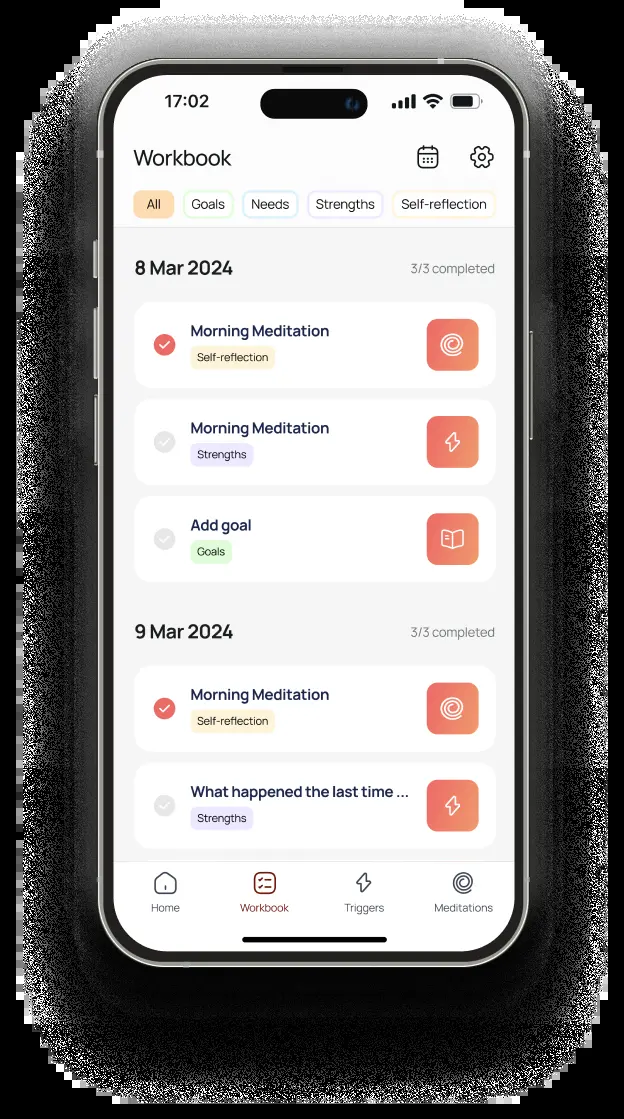 17:02
Workbook
All Goals Needs Strengths Self-reflection
8 Mar 2024 3/3 completed
Morning Meditation
Self-reflection
Morning Meditation
Strengths
Add goal
Goals
9 Mar 2024 3/3 completed
Morning Meditation
Self-reflection
What happened the last time ...
Strengths
Home Workbook Triggers Meditations